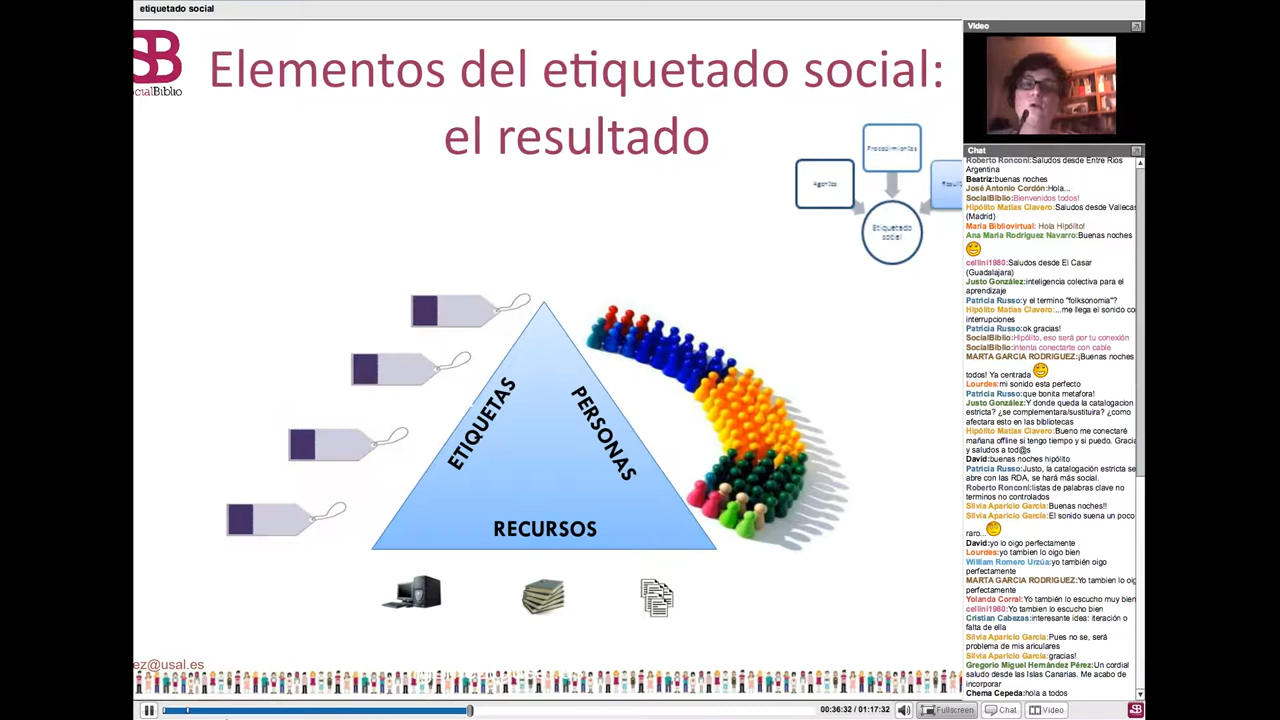 etiquetado social
SB
ocialBiblio
Elementos del etiquetado social:
el resultado
Procedimientos
Agentes
Result
Etiquetado
social
ETIQUETAS
PERSONAS
RECURSOS
ez@usal.es
00:36:32 / 01:17:32
Fullscreen
Chat
Video
SB
Video
Chat
Roberto Ronconi:Saludos desde Entre Rios
Argentina
Beatriz:buenas noches
José Antonio Cordón:Hola...
SocialBiblio:Bienvenidos todos!
Hipólito Matías Clavero:Saludos desde Vallecas
(Madrid)
Maria Bibliovirtual: Hola Hipólito!
Ana Maria Rodriguez Navarro:Buenas noches
cellini1980:Saludos desde El Casar
(Guadalajara)
Justo González:inteligencia colectiva para el
aprendizaje
Patricia Russo:y el termino "folksonomia"?
Hipólito Matías Clavero:...me llega el sonido co
interrupciones
Patricia Russo:ok gracias!
SocialBiblio:Hipólito, eso será por tu conexión
SocialBiblio:intenta conectarte con cable
MARTA GARCIA RODRIGUEZ:¡Buenas noches
todos! Ya centrada
Lourdes:mi sonido esta perfecto
Patricia Russo:que bonita metafora!
Justo González:Y donde queda la catalogacion
estricta? ¿se complementara/sustituira? ¿como
afectara esto en las bibliotecas
Hipólito Matías Clavero:Bueno me conectaré
mañana offline si tengo tiempo y si puedo. Gracia
y saludos a tod@s
David:buenas noches hipólito
Patricia Russo:Justo, la catalogación estricta se
abre con las RDA, se hará más social.
Roberto Ronconi:listas de palabras clave no
terminos no controlados
Silvia Aparicio García:Buenas noches!!
Silvia Aparicio García:El sonido suena un poco
raro...
David:yo lo oigo perfectamente
Lourdes:yo tambien lo oigo bien
William Romero Urzúa:yo también oigo
perfectamente
MARTA GARCIA RODRIGUEZ:Yo tambien lo oig
perfectamente
Yolanda Corral:Yo también lo escucho muy bien
cellini1980:Yo tambien lo escucho bien
Cristian Cabezas:interesante idea: iteración o
falta de ella
Silvia Aparicio García:Pues no se, será
problema de mis ariculares
Silvia Aparicio García:gracias!
Gregorio Miguel Hernández Pérez:Un cordial
saludo desde las Islas Canarias. Me acabo de
incorporar
Chema Cepeda:hola a todos